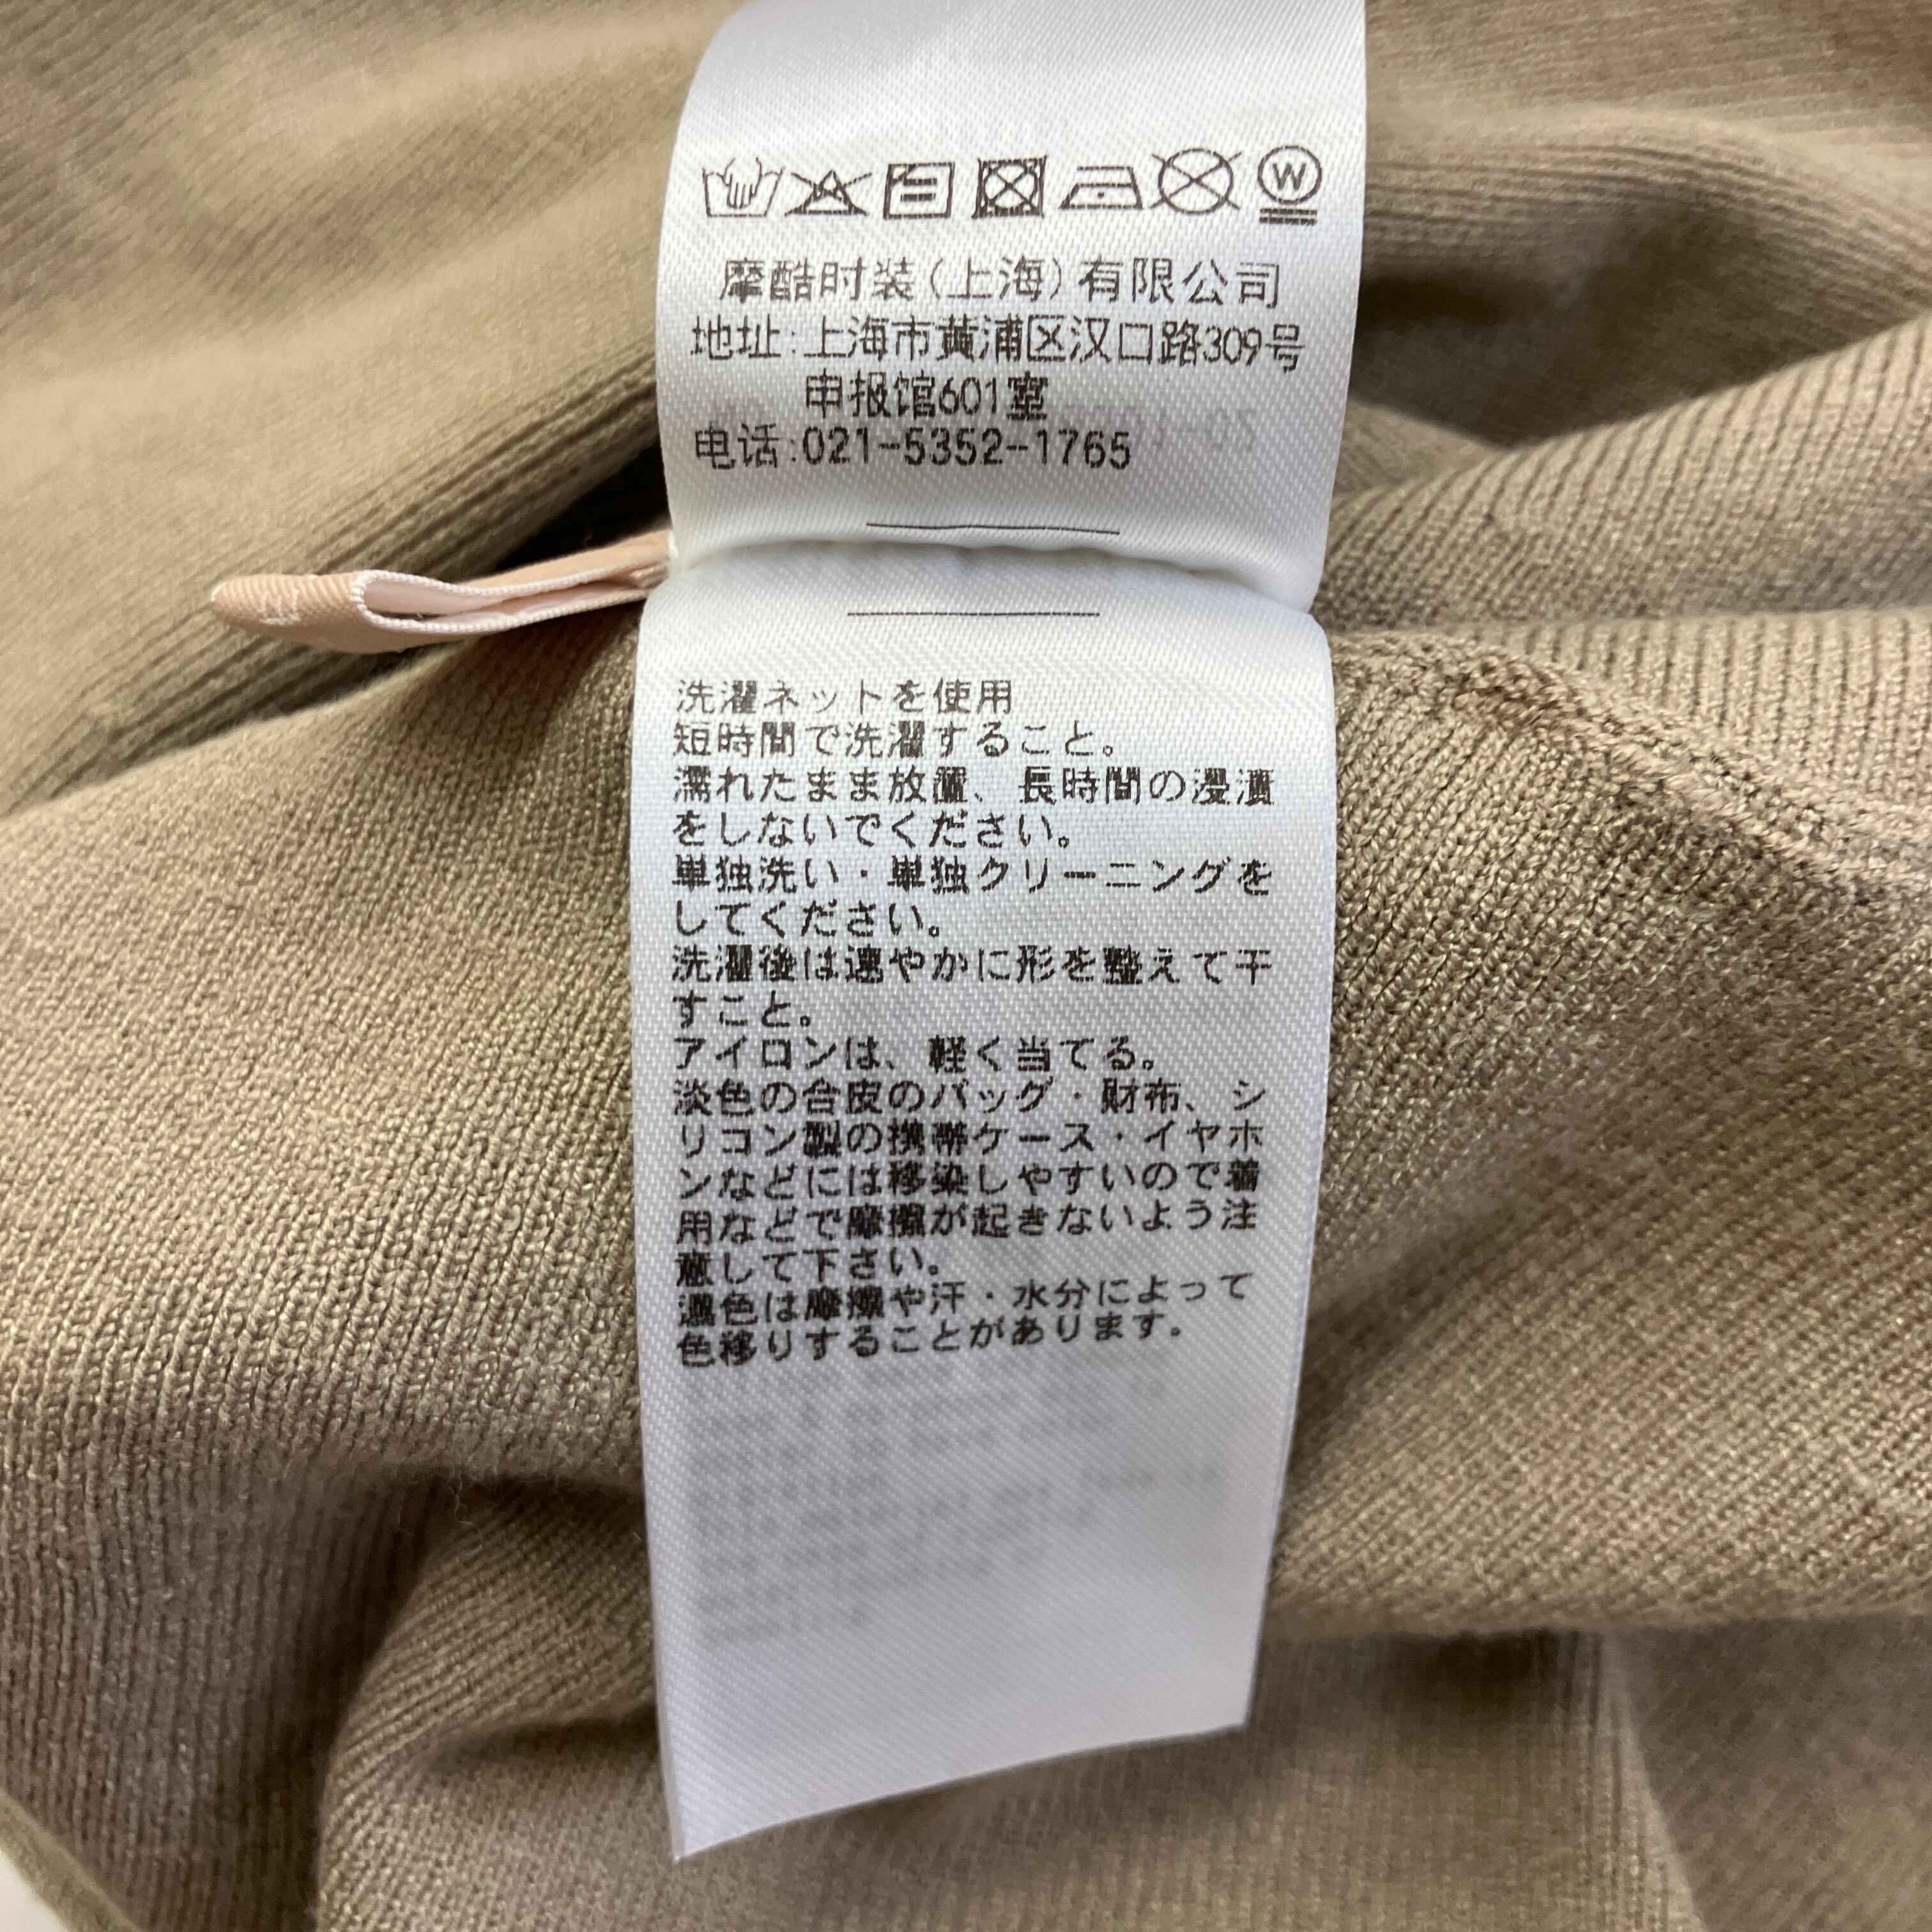 W
摩酷时装(上海)有限公司
地址:上海市黄浦区汉口路309号
申报馆601室
电话:021-5352-1765
洗濯ネットを使用
短時間で洗濯すること。
濡れたまま放置、長時間の浸漬
をしないでください。
単独洗い・単独クリーニングを
してください。
洗濯後は速やかに形を整えて干
すこと。
アイロンは、軽く当てる。
淡色の合皮のバッグ・財布、シ
リコン製の携帯ケース・イヤホ
ンなどには移染しやすいので着
用などで摩擦が起きないよう注
意して下さい。
濃色は摩擦や汗・水分によって
色移りすることがあります。